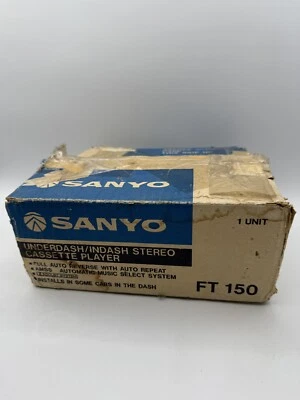 SANYO
SANYO
1 UNIT
UNDERDASH/INDASH STEREO
CASSETTE PLAYER
• FULL AUTO REVERSE WITH AUTO REPEAT
• AMSS AUTOMATIC MUSIC SELECT SYSTEM
• INSTALLS IN SOME CARS IN THE DASH
FT 150